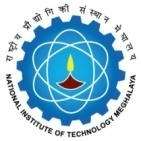 राष्ट्रीय प्रौद्योगिकी संस्थान मेघालय
NATIONAL INSTITUTE OF TECHNOLOGY MEGHALAYA